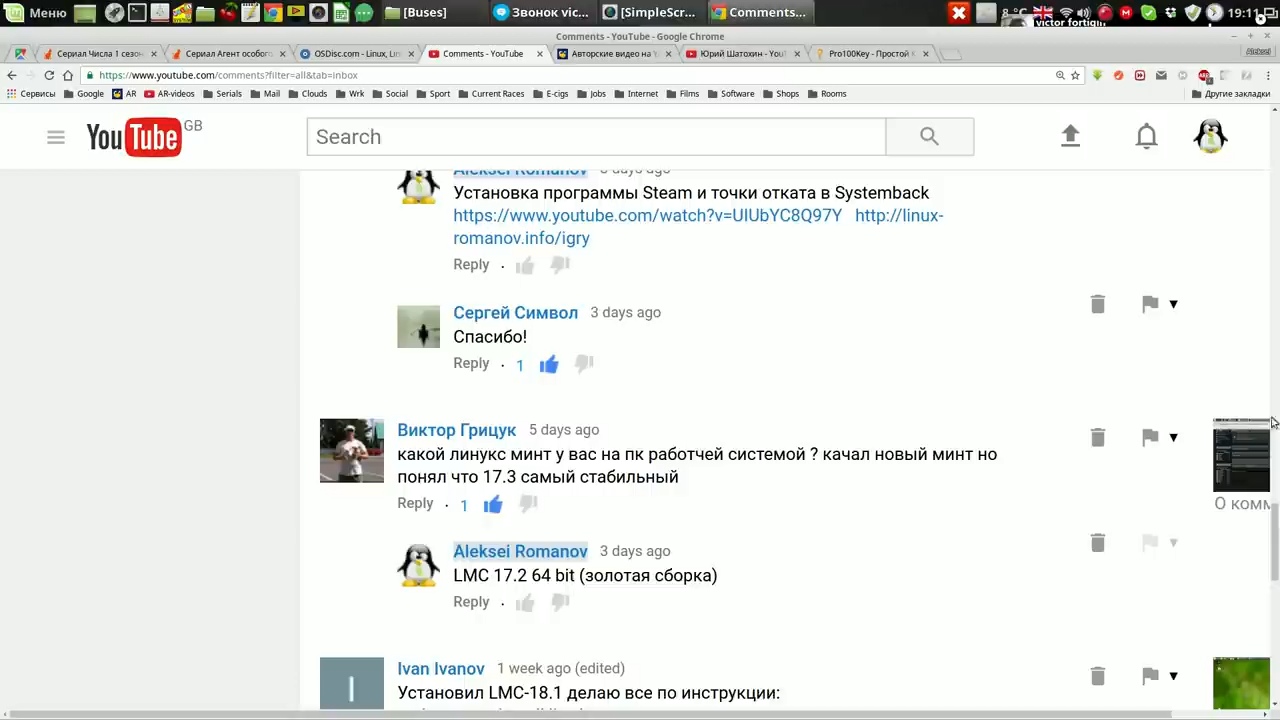 Меню
[Buses]
Звонок vic...
[SimpleScr...
Comments...
8 °C
19:11
victor fortigin
Comments - YouTube - Google Chrome
Сериал Числа 1 сезон
Сериал Агент особого
OSDisc.com - Linux, Lin
Comments - YouTube
Авторские видео на Y
Юрий Шатохин - YouT
Pro100Key - Простой К
Aleksei
https://www.youtube.com/comments?filter=all&tab=inbox
Сервисы
Google
AR
AR-videos
Serials
Mail
Clouds
Wrk
Social
Sport
Current Races
E-cigs
Jobs
Internet
Films
Software
Shops
Rooms
Другие закладки
YouTube GB
Search
Aleksei Romanov 3 days ago
Установка программы Steam и точки отката в Systemback
https://www.youtube.com/watch?v=UIUbYC8Q97Y http://linux-
romanov.info/igry
Reply ·
Сергей Символ 3 days ago
Спасибо!
Reply · 1
Виктор Грицук 5 days ago
какой линукс минт у вас на пк работчей системой ? качал новый минт но
понял что 17.3 самый стабильный
Reply · 1
О комм
Aleksei Romanov 3 days ago
LMC 17.2 64 bit (золотая сборка)
Reply ·
I
Ivan Ivanov 1 week ago (edited)
Установил LMC-18.1 делаю все по инструкции: